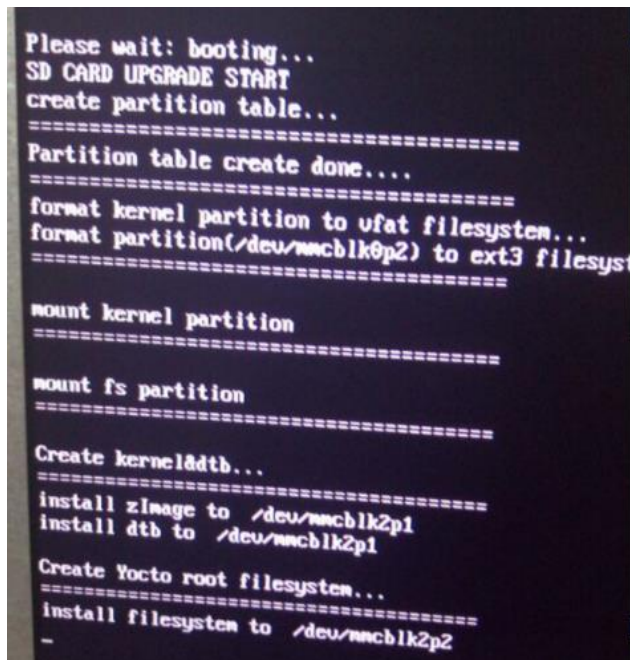 Please wait: booting...
SD CARD UPGRADE START
create partition table...
========================================
Partition table create done....
========================================
format kernel partition to vfat filesystem...
format partition(/dev/mmcblk0p2) to ext3 filesyst
========================================
mount kernel partition
========================================
mount fs partition
========================================
Create kernel&dtb...
========================================
install zImage to  /dev/mmcblk2p1
install dtb to  /dev/mmcblk2p1
Create Yocto root filesystem...
========================================
install filesystem to  /dev/mmcblk2p2
_